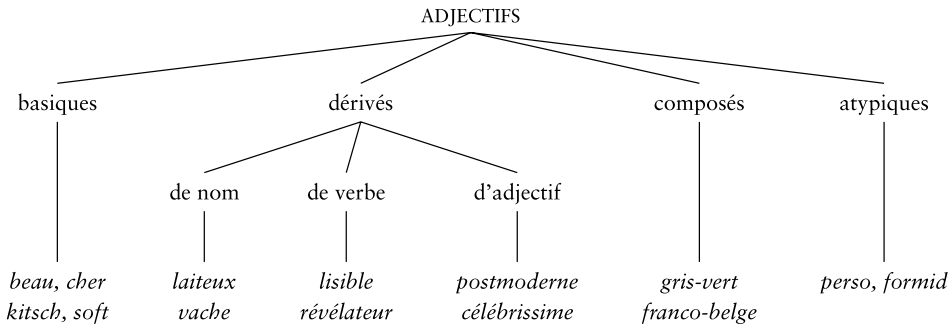 ADJECTIFS
basiques dérivés composés atypiques
de nom de verbe d'adjectif
beau, cher laiteux lisible postmoderne gris-vert perso, formid
kitsch, soft vache révélateur célébrissime franco-belge